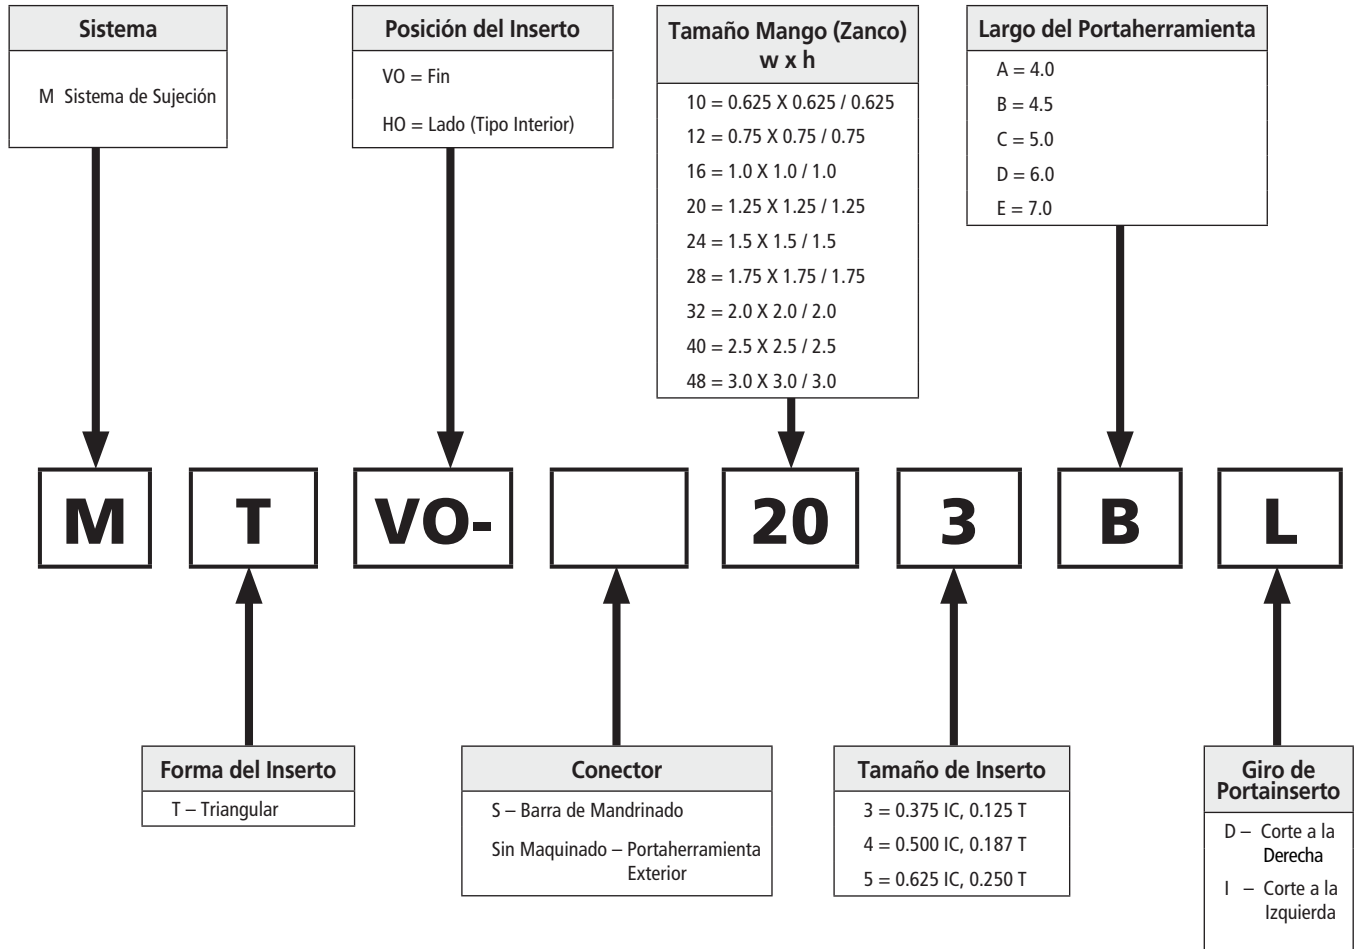 Sistema
M Sistema de Sujeción
Posición del Inserto
VO = Fin
HO = Lado (Tipo Interior)
Tamaño Mango (Zanco)
w x h
10 = 0.625 X 0.625 / 0.625
12 = 0.75 X 0.75 / 0.75
16 = 1.0 X 1.0 / 1.0
20 = 1.25 X 1.25 / 1.25
24 = 1.5 X 1.5 / 1.5
28 = 1.75 X 1.75 / 1.75
32 = 2.0 X 2.0 / 2.0
40 = 2.5 X 2.5 / 2.5
48 = 3.0 X 3.0 / 3.0
Largo del Portaherramienta
A = 4.0
B = 4.5
C = 5.0
D = 6.0
E = 7.0
M T VO- 20 3 B L
Forma del Inserto
T – Triangular
Conector
S – Barra de Mandrinado
Sin Maquinado – Portaherramienta
Exterior
Tamaño de Inserto
3 = 0.375 IC, 0.125 T
4 = 0.500 IC, 0.187 T
5 = 0.625 IC, 0.250 T
Giro de
Portainserto
D – Corte a la
Derecha
I – Corte a la
Izquierda